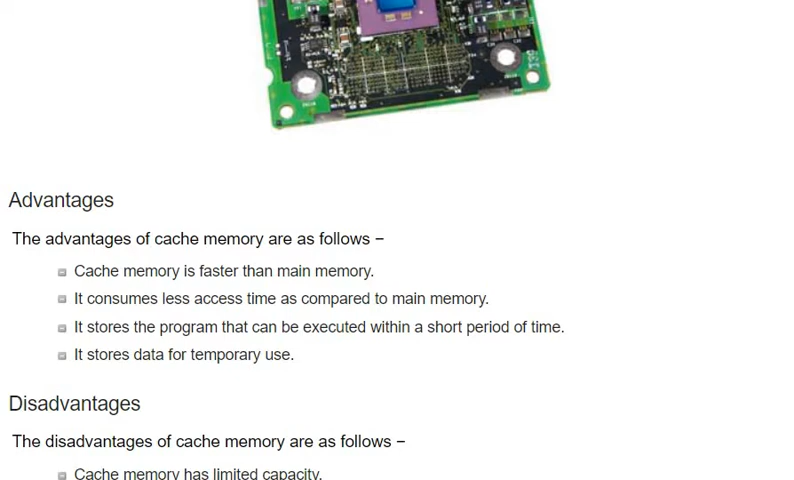 Advantages
The advantages of cache memory are as follows −
Cache memory is faster than main memory.
It consumes less access time as compared to main memory.
It stores the program that can be executed within a short period of time.
It stores data for temporary use.
Disadvantages
The disadvantages of cache memory are as follows −
Cache memory has limited capacity.